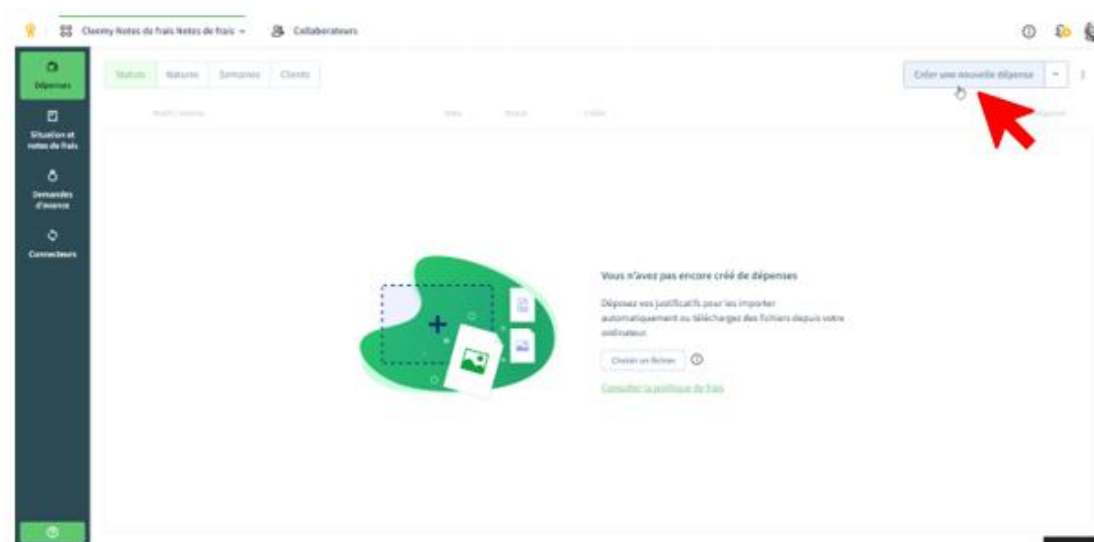 Cleemy Notes de frais Notes de frais
Collaborateurs
Dépenses
Situation et
notes de frais
Demandes
d'avance
Connecteurs
Statuts
Natures
Semaines
Clients
Créer une nouvelle dépense
Vous n'avez pas encore créé de dépenses
Déposez vos justificatifs pour les importer
automatiquement ou téléchargez des fichiers depuis votre
ordinateur.
Choisir un fichier
Consulter la politique de frais